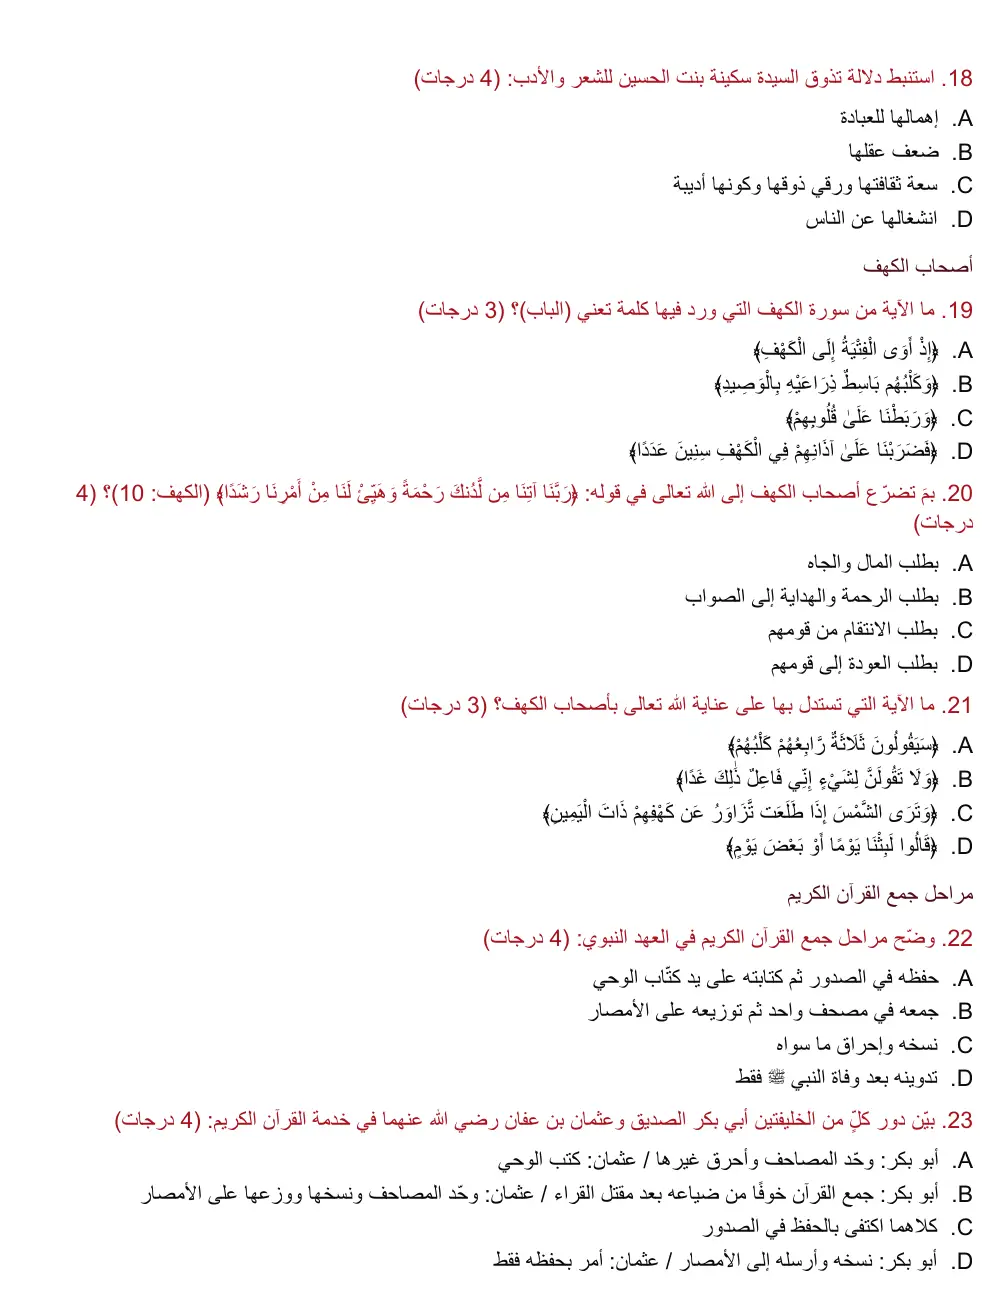 18. استنبط دلالة تذوق السيدة سكينة بنت الحسين للشعر والأدب: (4 درجات)
A. إهمالها للعبادة
B. ضعف عقلها
C. سعة ثقافتها ورقي ذوقها وكونها أديبة
D. انشغالها عن الناس
أصحاب الكهف
19. ما الآية من سورة الكهف التي ورد فيها كلمة تعني (الباب)؟ (3 درجات)
A. ﴿إِذْ أَوَى الْفِتْيَةُ إِلَى الْكَهْفِ﴾
B. ﴿وَكَلْبُهُم بَاسِطٌ ذِرَاعَيْهِ بِالْوَصِيدِ﴾
C. ﴿وَرَبَطْنَا عَلَىٰ قُلُوبِهِمْ﴾
D. ﴿فَضَرَبْنَا عَلَىٰ آذَانِهِمْ فِي الْكَهْفِ سِنِينَ عَدَدًا﴾
20. بمَ تضرّع أصحاب الكهف إلى الله تعالى في قوله: ﴿رَبَّنَا آتِنَا مِن لَّدُنكَ رَحْمَةً وَهَيِّئْ لَنَا مِنْ أَمْرِنَا رَشَدًا﴾ (الكهف: 10)؟ (4
درجات)
A. بطلب المال والجاه
B. بطلب الرحمة والهداية إلى الصواب
C. بطلب الانتقام من قومهم
D. بطلب العودة إلى قومهم
21. ما الآية التي تستدل بها على عناية الله تعالى بأصحاب الكهف؟ (3 درجات)
A. ﴿سَيَقُولُونَ ثَلَاثَةٌ رَّابِعُهُمْ كَلْبُهُمْ﴾
B. ﴿وَلَا تَقُولَنَّ لِشَيْءٍ إِنِّي فَاعِلٌ ذَٰلِكَ غَدًا﴾
C. ﴿وَتَرَى الشَّمْسَ إِذَا طَلَعَت تَّزَاوَرُ عَن كَهْفِهِمْ ذَاتَ الْيَمِينِ﴾
D. ﴿قَالُوا لَبِثْنَا يَوْمًا أَوْ بَعْضَ يَوْمٍ﴾
مراحل جمع القرآن الكريم
22. وضّح مراحل جمع القرآن الكريم في العهد النبوي: (4 درجات)
A. حفظه في الصدور ثم كتابته على يد كتّاب الوحي
B. جمعه في مصحف واحد ثم توزيعه على الأمصار
C. نسخه وإحراق ما سواه
D. تدوينه بعد وفاة النبي ﷺ فقط
23. بيّن دور كلٍّ من الخليفتين أبي بكر الصديق وعثمان بن عفان رضي الله عنهما في خدمة القرآن الكريم: (4 درجات)
A. أبو بكر: وحّد المصاحف وأحرق غيرها / عثمان: كتب الوحي
B. أبو بكر: جمع القرآن خوفًا من ضياعه بعد مقتل القراء / عثمان: وحّد المصاحف ونسخها ووزعها على الأمصار
C. كلاهما اكتفى بالحفظ في الصدور
D. أبو بكر: نسخه وأرسله إلى الأمصار / عثمان: أمر بحفظه فقط